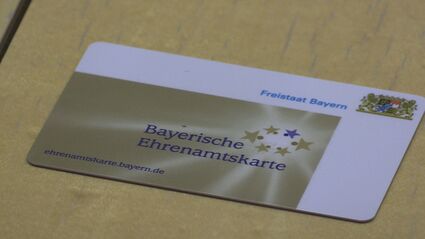 Freistaat Bayern
Bayerische
Ehrenamtskarte
ehrenamtskarte.bayern.de